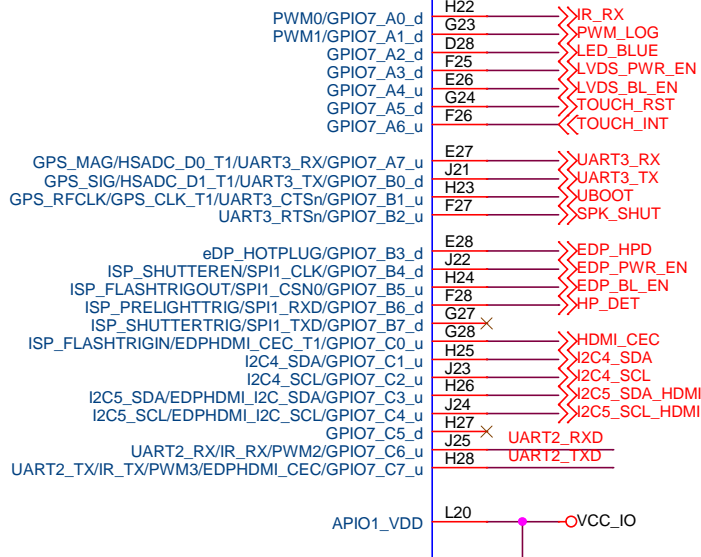 PWM0/GPIO7_A0_d H22 IR_RX
PWM1/GPIO7_A1_d G23 PWM_LOG
GPIO7_A2_d D28 LED_BLUE
GPIO7_A3_d F25 LVDS_PWR_EN
GPIO7_A4_u E26 LVDS_BL_EN
GPIO7_A5_d G24 TOUCH_RST
GPIO7_A6_u F26 TOUCH_INT
GPS_MAG/HSADC_D0_T1/UART3_RX/GPIO7_A7_u E27 UART3_RX
GPS_SIG/HSADC_D1_T1/UART3_TX/GPIO7_B0_d J21 UART3_TX
GPS_RFCLK/GPS_CLK_T1/UART3_CTSn/GPIO7_B1_u H23 UBOOT
UART3_RTSn/GPIO7_B2_u F27 SPK_SHUT
eDP_HOTPLUG/GPIO7_B3_d E28 EDP_HPD
ISP_SHUTTEREN/SPI1_CLK/GPIO7_B4_d J22 EDP_PWR_EN
ISP_FLASHTRIGOUT/SPI1_CSN0/GPIO7_B5_u H24 EDP_BL_EN
ISP_PRELIGHTTRIG/SPI1_RXD/GPIO7_B6_d F28 HP_DET
ISP_SHUTTERTRIG/SPI1_TXD/GPIO7_B7_d G27
ISP_FLASHTRIGIN/EDPHDMI_CEC_T1/GPIO7_C0_u G28 HDMI_CEC
I2C4_SDA/GPIO7_C1_u H25 I2C4_SDA
I2C4_SCL/GPIO7_C2_u J23 I2C4_SCL
I2C5_SDA/EDPHDMI_I2C_SDA/GPIO7_C3_u H26 I2C5_SDA_HDMI
I2C5_SCL/EDPHDMI_I2C_SCL/GPIO7_C4_u J24 I2C5_SCL_HDMI
GPIO7_C5_d H27
UART2_RX/IR_RX/PWM2/GPIO7_C6_u J25 UART2_RXD
UART2_TX/IR_TX/PWM3/EDPHDMI_CEC/GPIO7_C7_u H28 UART2_TXD
APIO1_VDD L20 VCC_IO